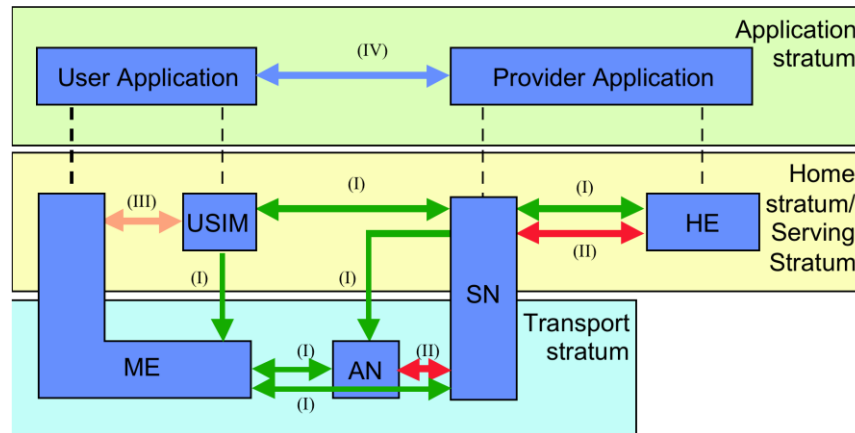 Application
stratum
(IV)
User Application
Provider Application
Home
stratum/
Serving
Stratum
(I)
(I)
(III)
USIM
HE
(II)
(I)
(I)
SN
Transport
stratum
ME
(I)
AN
(II)
(I)